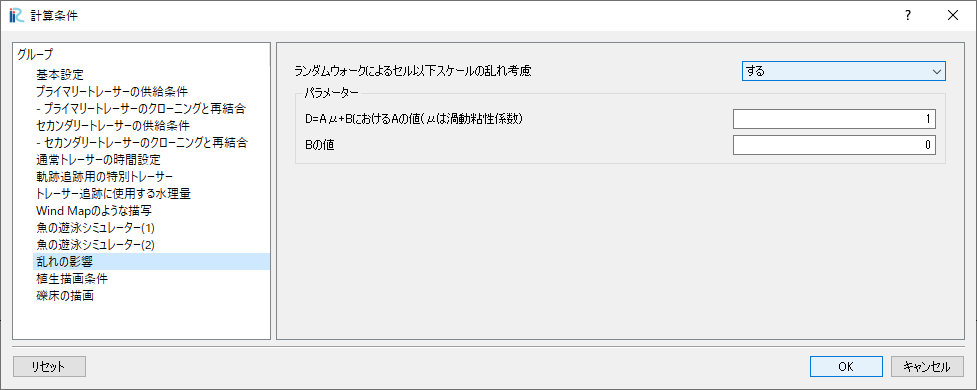 計算条件
グループ
基本設定
プライマリートレーサーの供給条件
- プライマリートレーサーのクローニングと再結合
セカンダリートレーサーの供給条件
- セカンダリートレーサーのクローニングと再結合
通常トレーサーの時間設定
軌跡追跡用の特別トレーサー
トレーサー追跡に使用する水理量
Wind Mapのような描写
魚の遊泳シミュレーター(1)
魚の遊泳シミュレーター(2)
乱れの影響
植生描画条件
礫床の描画
ランダムウォークによるセル以下スケールの乱れ考慮
する
パラメーター
D=Aμ+BにおけるAの値(μは渦動粘性係数)
1
Bの値
0
リセット
OK
キャンセル